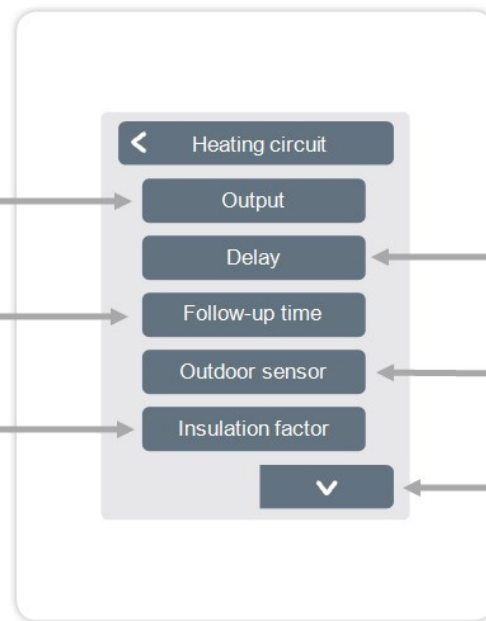 Heating circuit
Output
Delay
Follow-up time
Outdoor sensor
Insulation factor